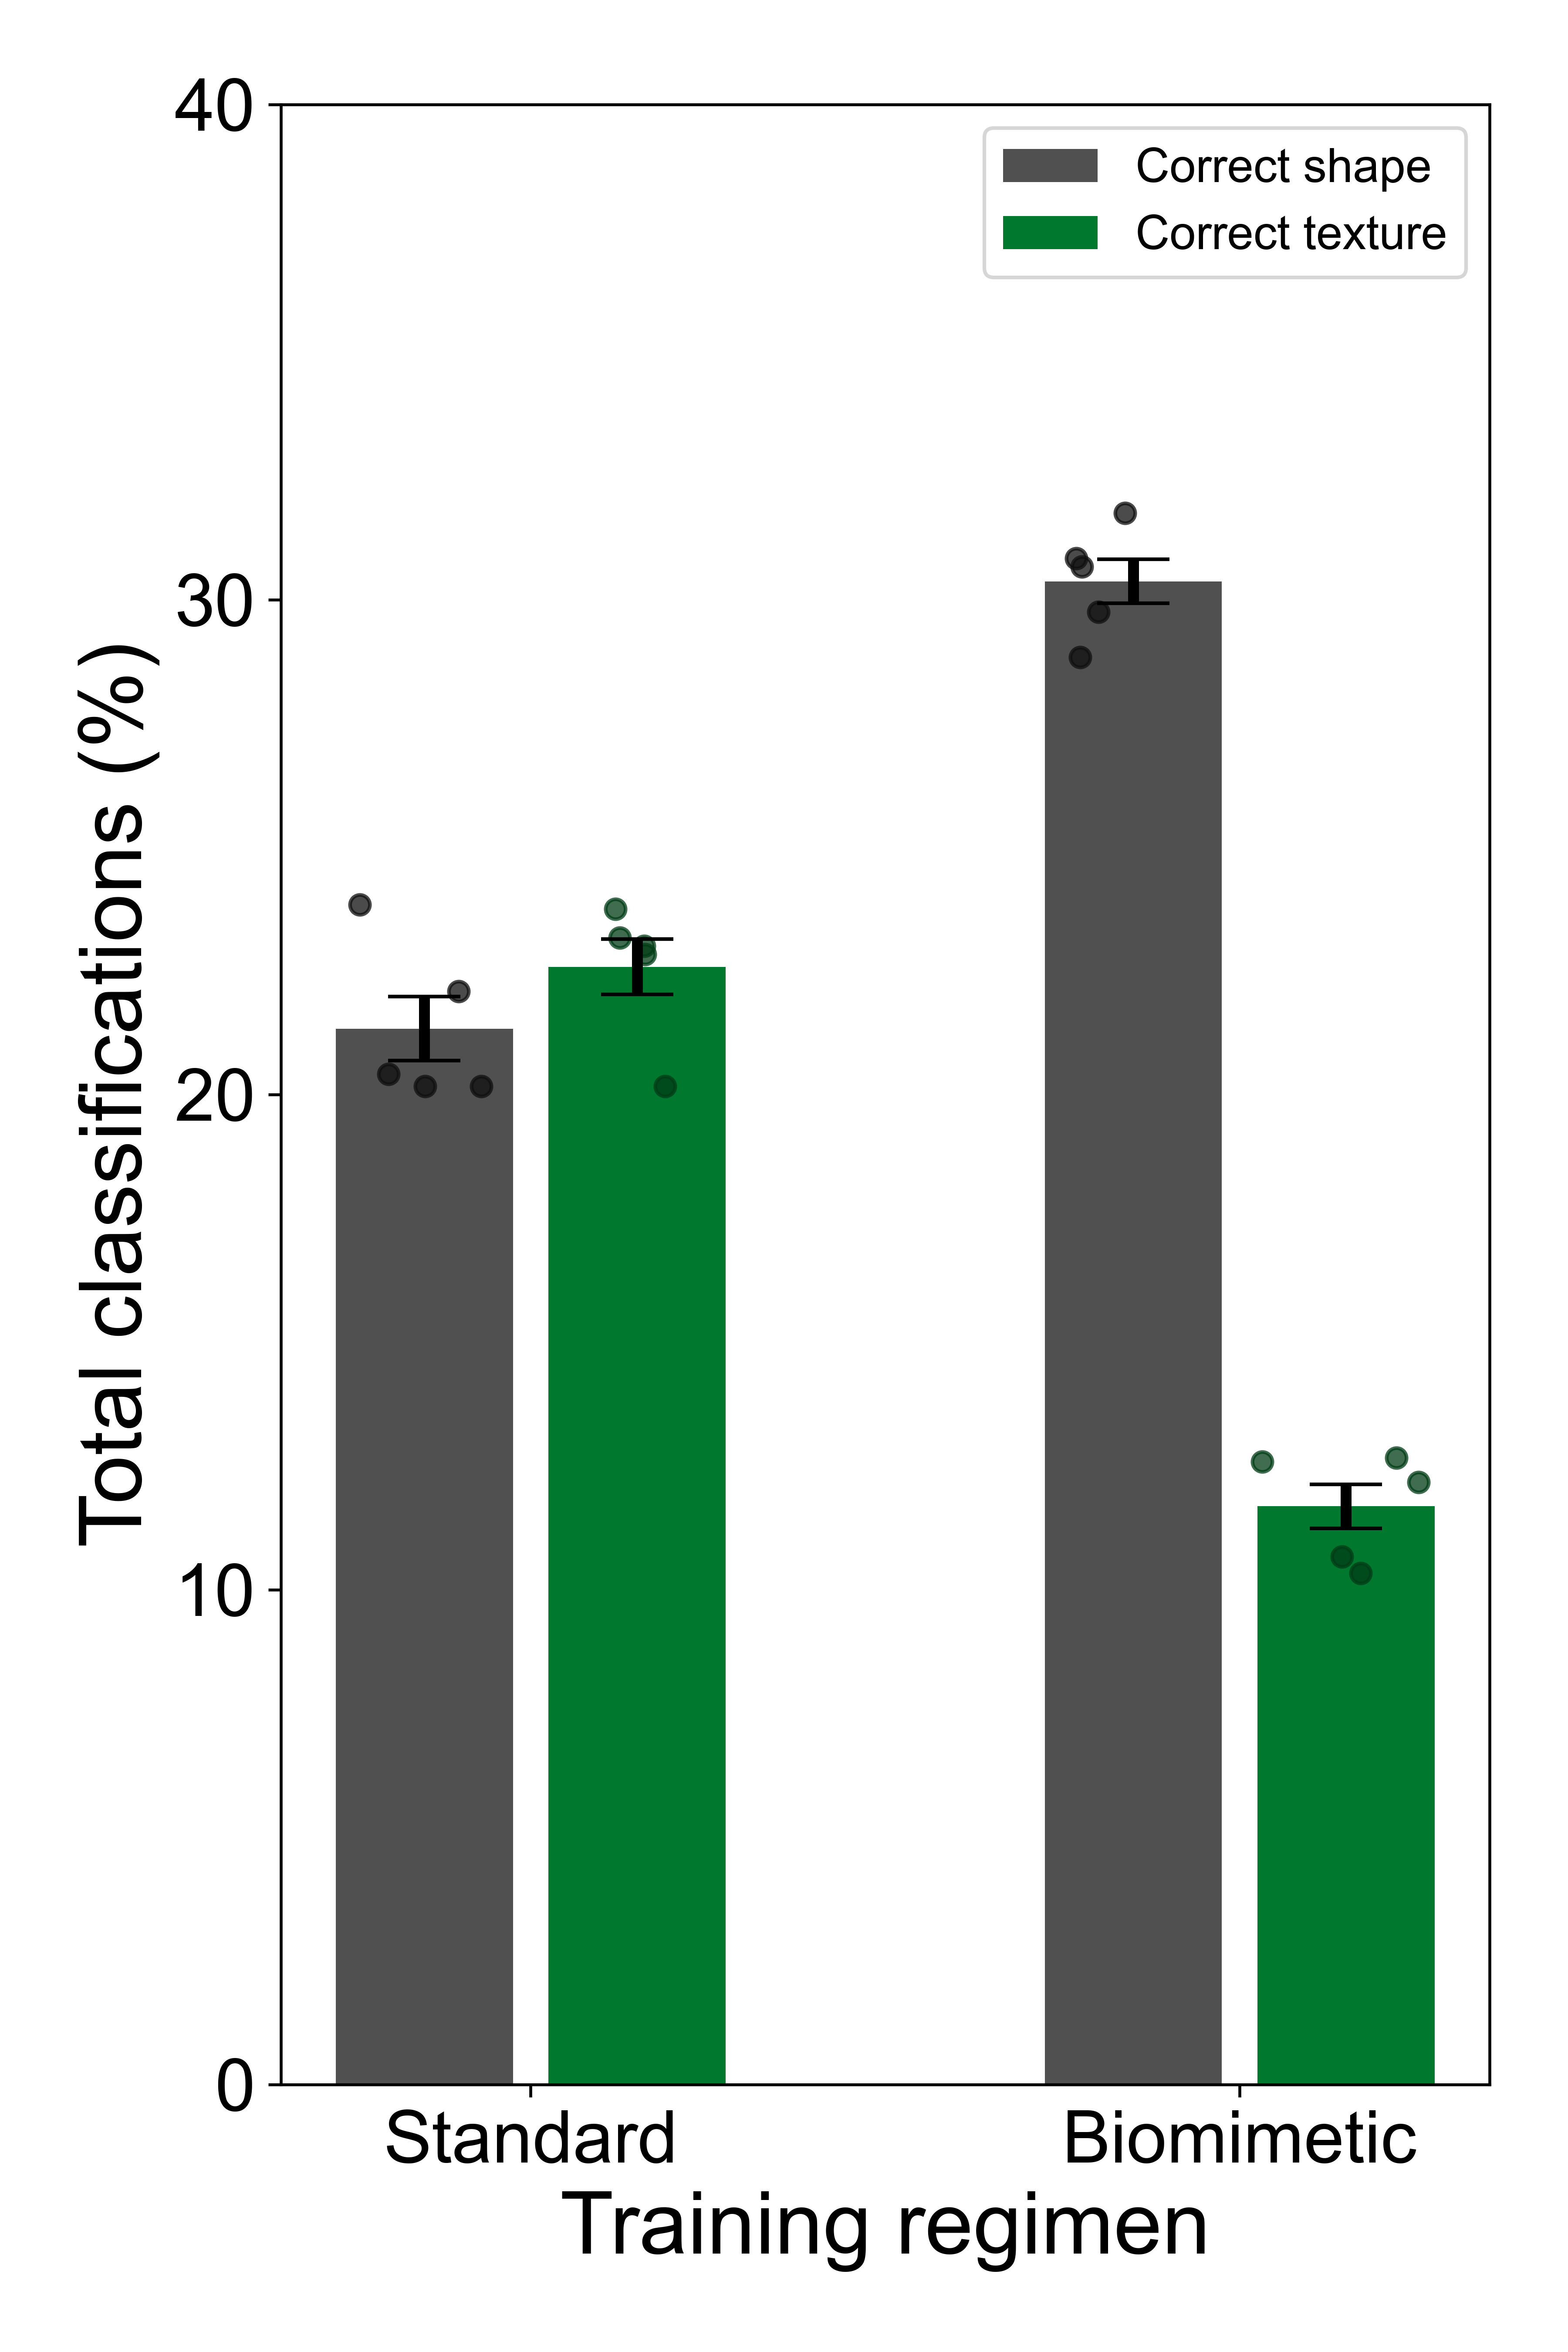 40
30
20
10
0
Total classifications (%)
Correct shape
Correct texture
Standard
Biomimetic
Training regimen